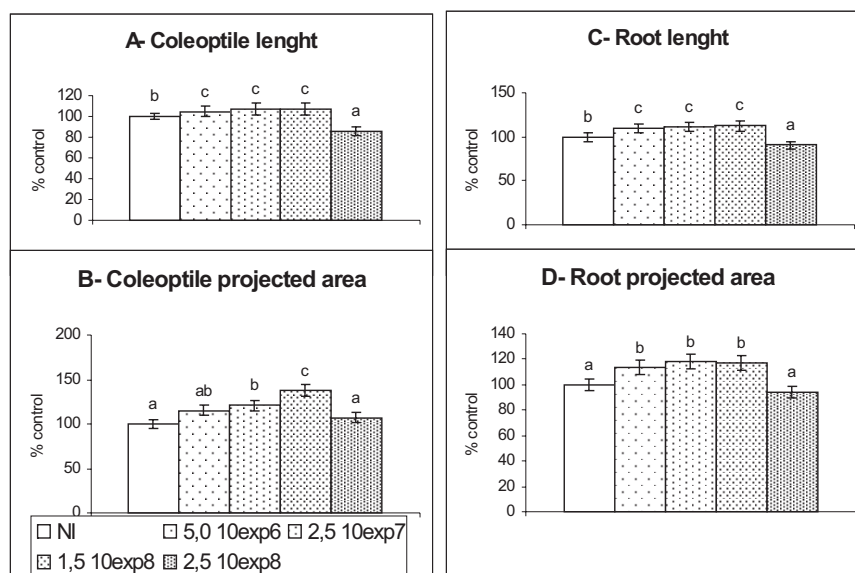 A- Coleoptile lenght
b c c c a
120
100
80
60
40
20
0
% control
B- Coleoptile projected area
a ab b c a
200
150
100
50
0
% control
NI 5,0 10exp6 2,5 10exp7
1,5 10exp8 2,5 10exp8
C- Root lenght
b c c c a
150
100
50
0
% control
D- Root projected area
a b b b a
140
120
100
80
60
40
20
0
% control